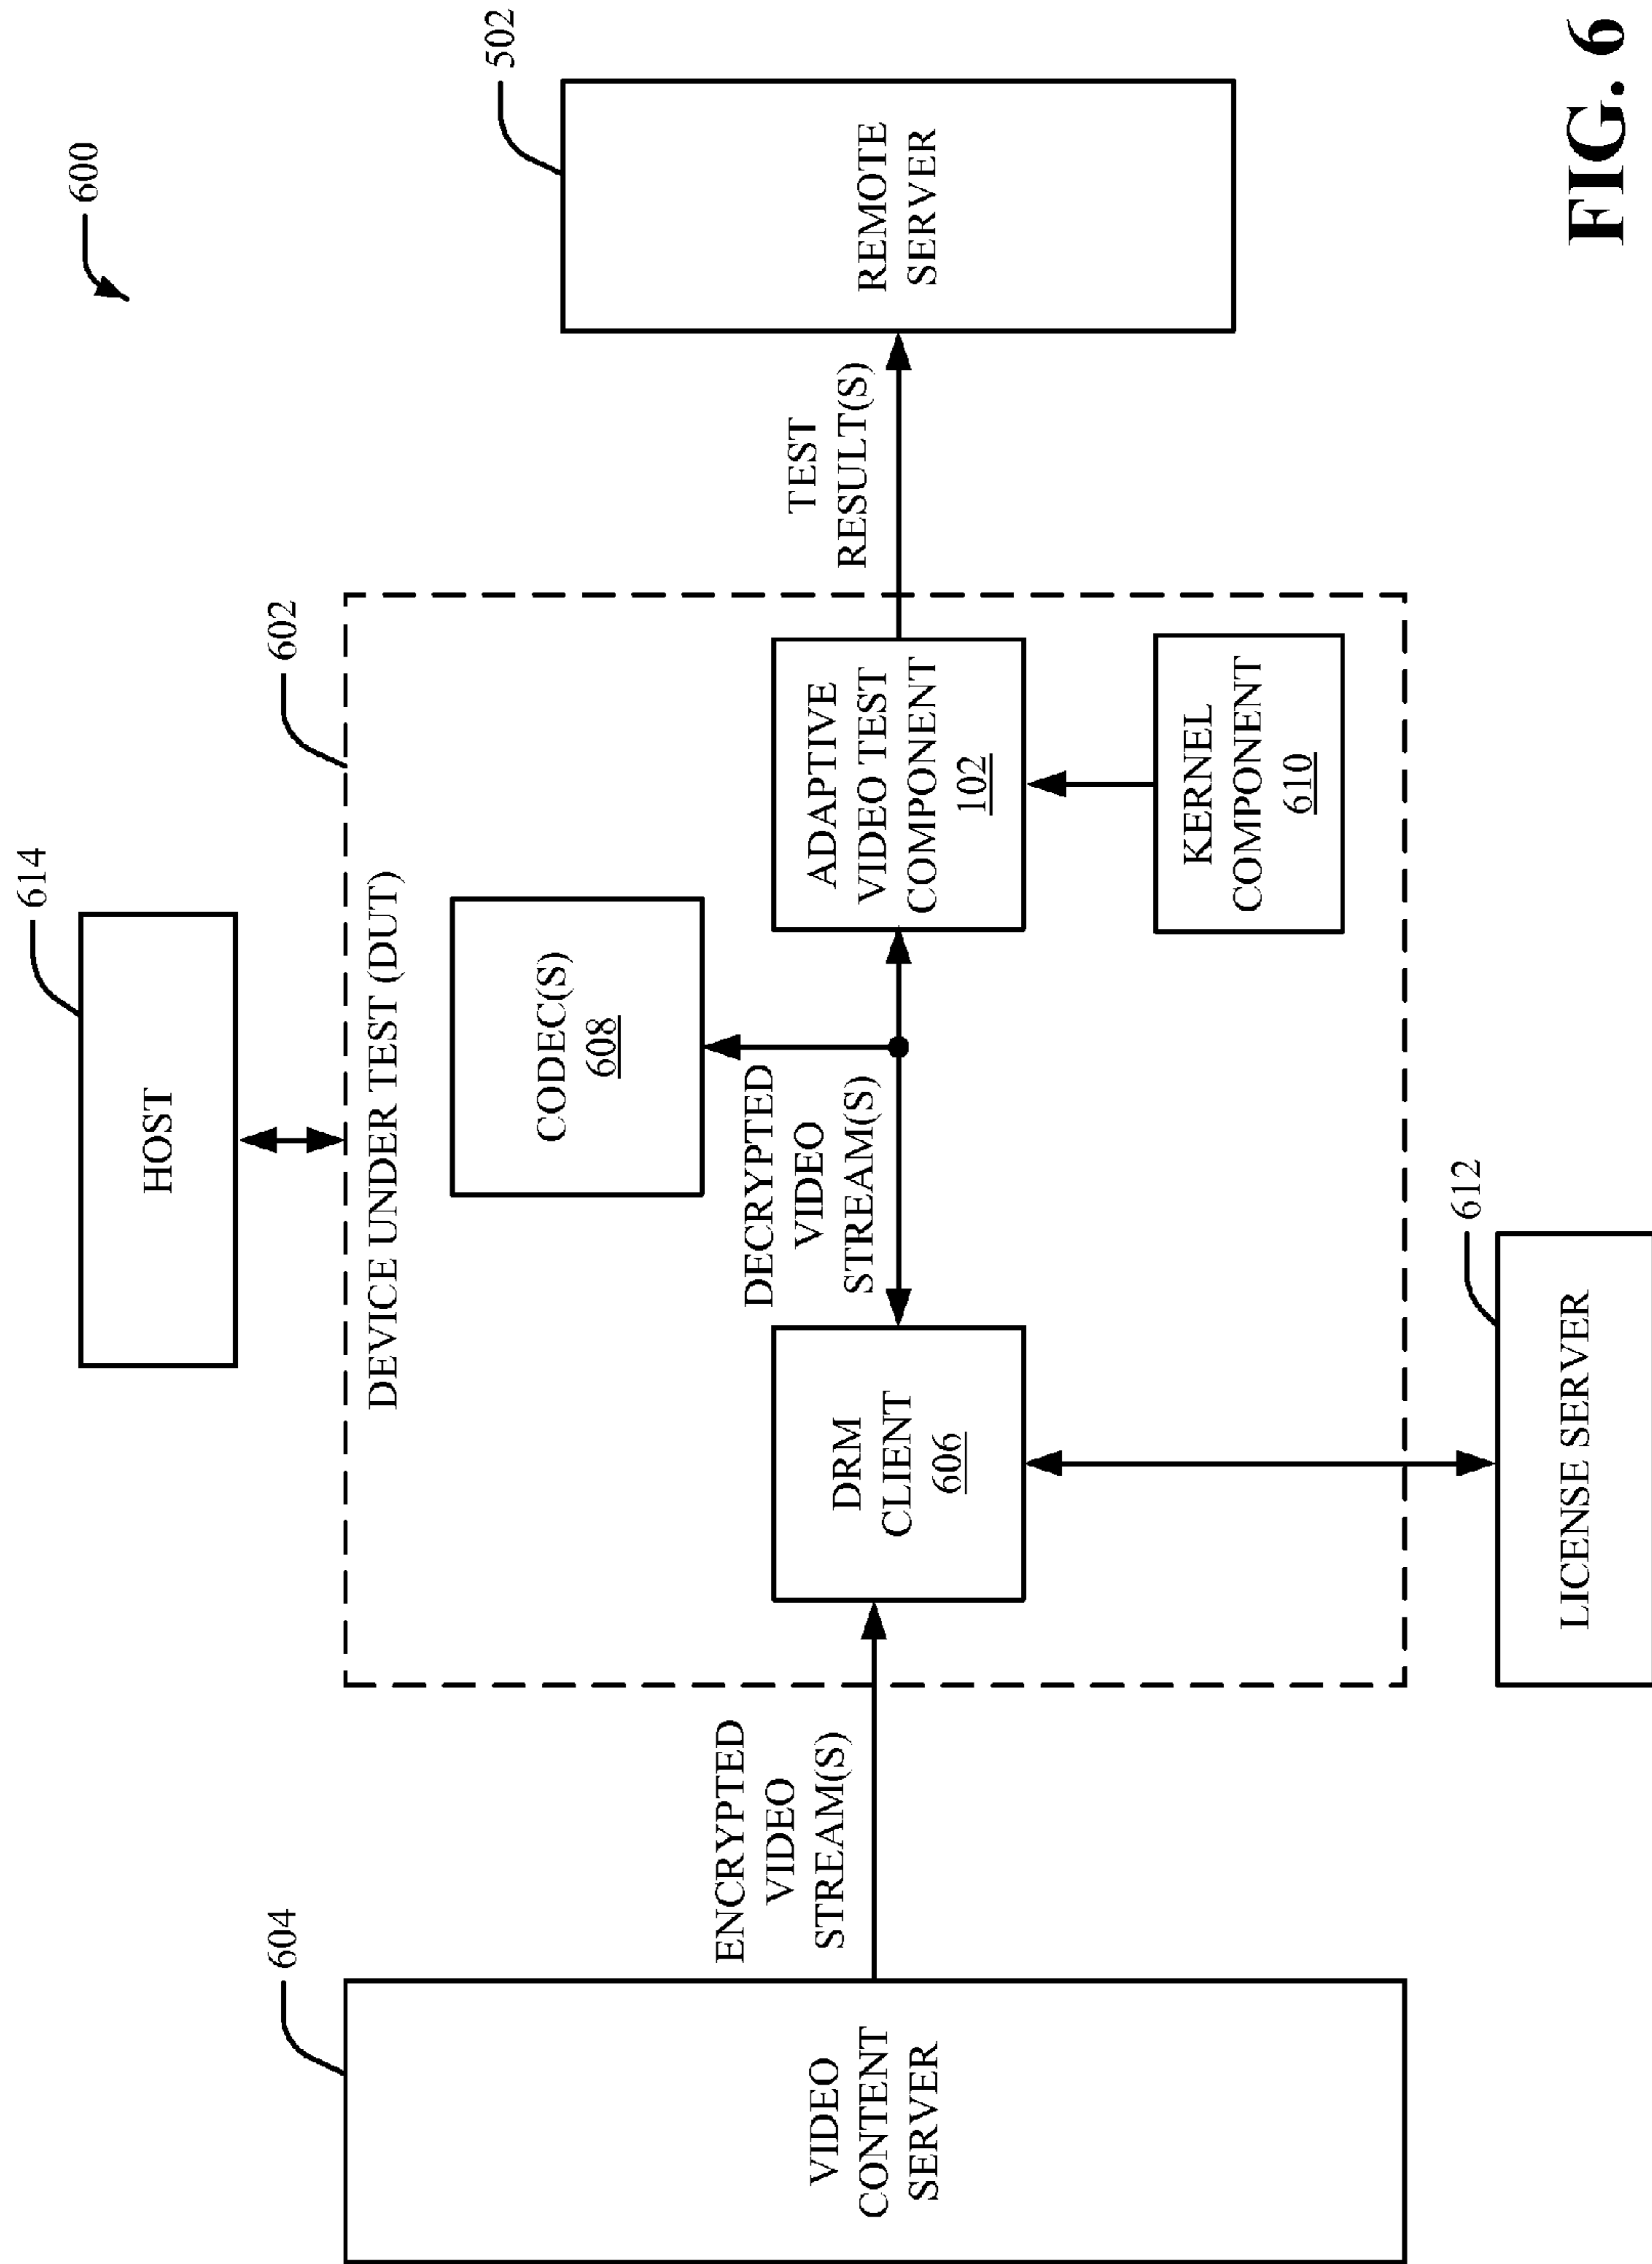 600
614
HOST
602
DEVICE UNDER TEST (DUT)
604
VIDEO
CONTENT
SERVER
ENCRYPTED
VIDEO
STREAM(S)
DRM
CLIENT
606
DECRYPTED
VIDEO
STREAM(S)
CODEC(S)
608
ADAPTIVE
VIDEO TEST
COMPONENT
102
KERNEL
COMPONENT
610
TEST
RESULT(S)
502
REMOTE
SERVER
612
LICENSE SERVER
FIG. 6